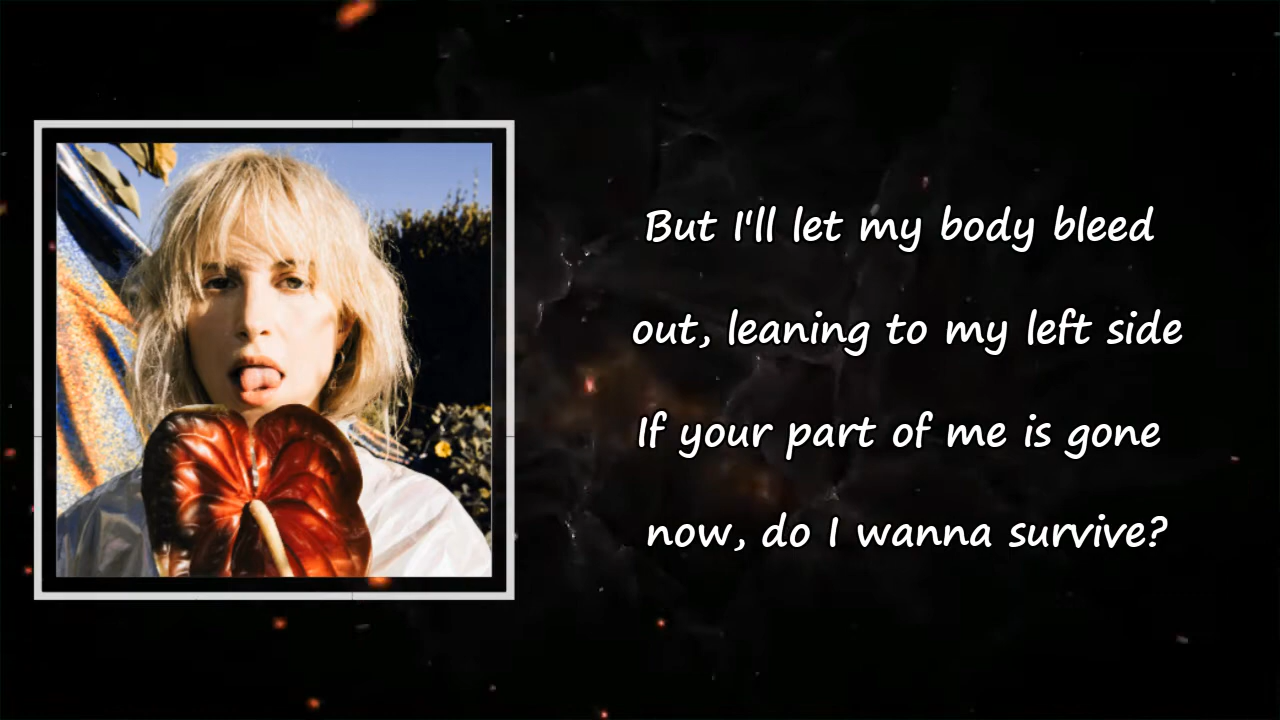 But I'll let my body bleed
out, leaning to my left side
If your part of me is gone
now, do I wanna survive?